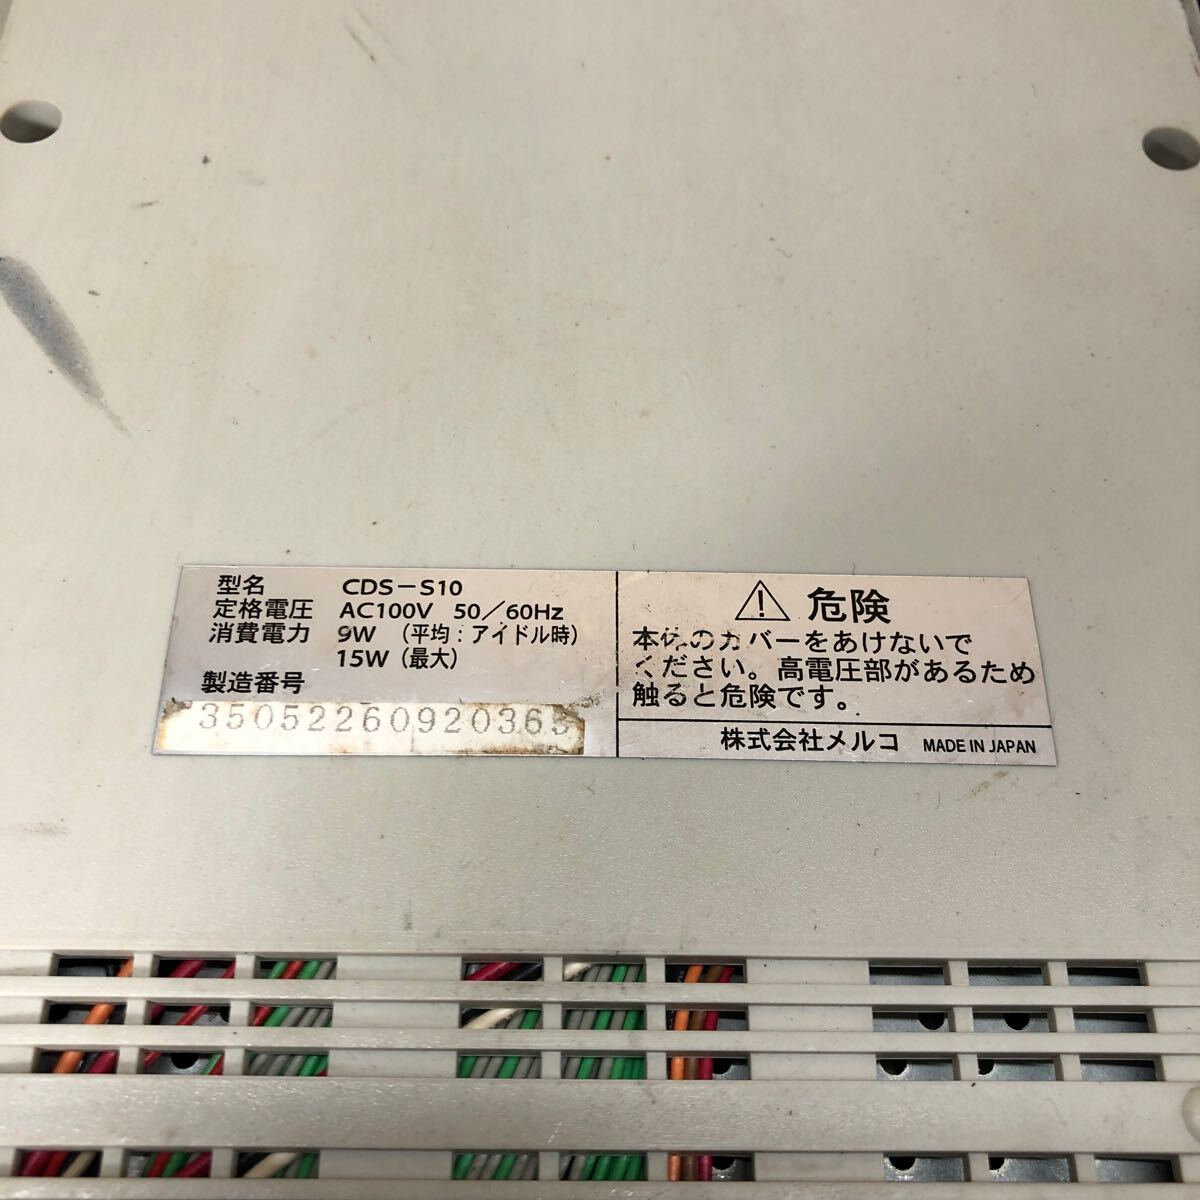 型名 CDS-S10
定格電圧 AC100V 50/60Hz
消費電力 9W (平均:アイドル時)
15W (最大)
製造番号
35052260920365
⚠ 危険
本体のカバーをあけないで
ください。高電圧部があるため
触ると危険です。
株式会社メルコ MADE IN JAPAN